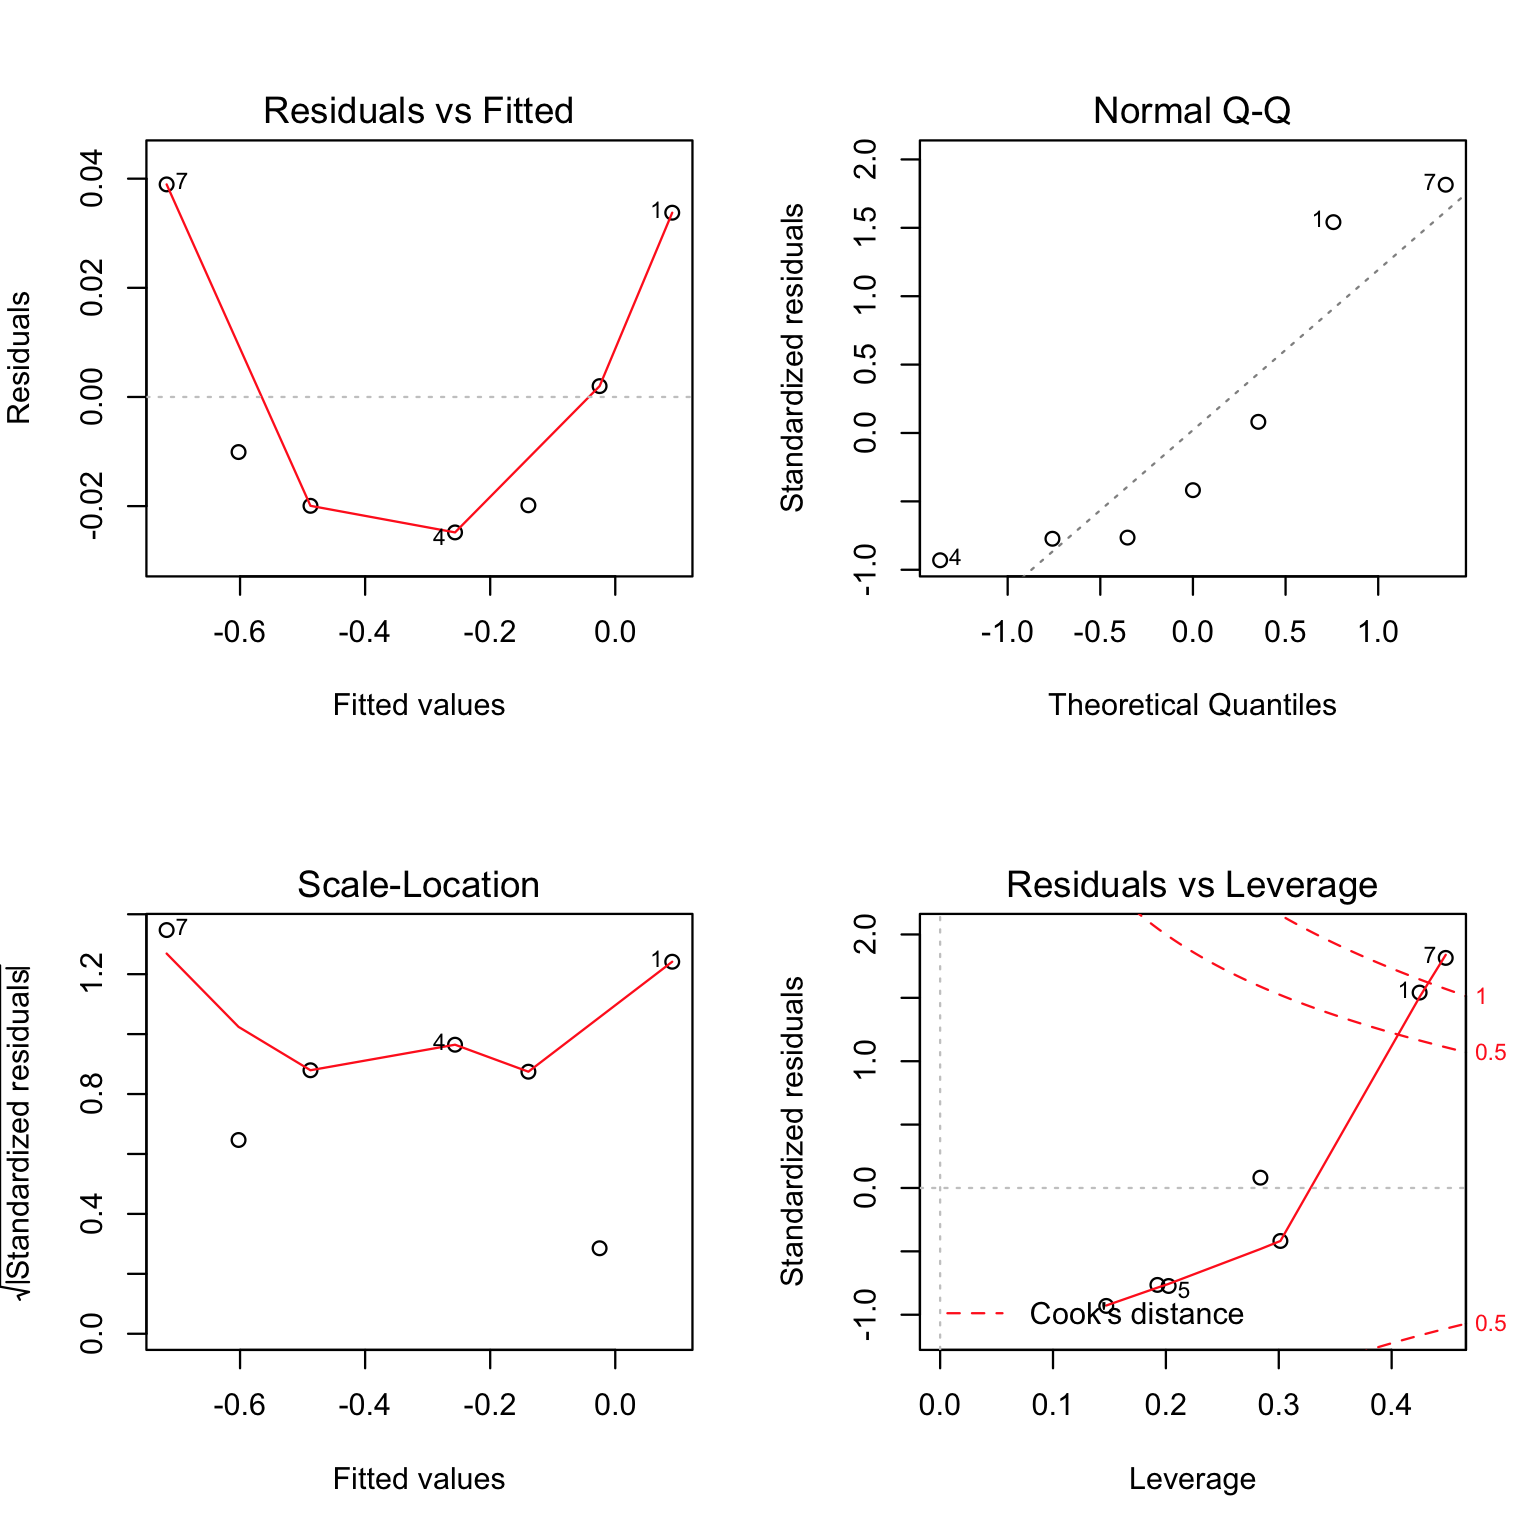 Residuals vs Fitted
Residuals
0.04
0.02
0.00
-0.02
7
1
4
-0.6 -0.4 -0.2 0.0
Fitted values
Normal Q-Q
Standardized residuals
2.0
1.5
1.0
0.5
0.0
-1.0
7
1
4
-1.0 -0.5 0.0 0.5 1.0
Theoretical Quantiles
Scale-Location
√|Standardized residuals|
1.2
0.8
0.4
0.0
7
1
4
-0.6 -0.4 -0.2 0.0
Fitted values
Residuals vs Leverage
Standardized residuals
2.0
1.0
0.0
-1.0
7
1
5
1
0.5
0.5
Cook's distance
0.0 0.1 0.2 0.3 0.4
Leverage